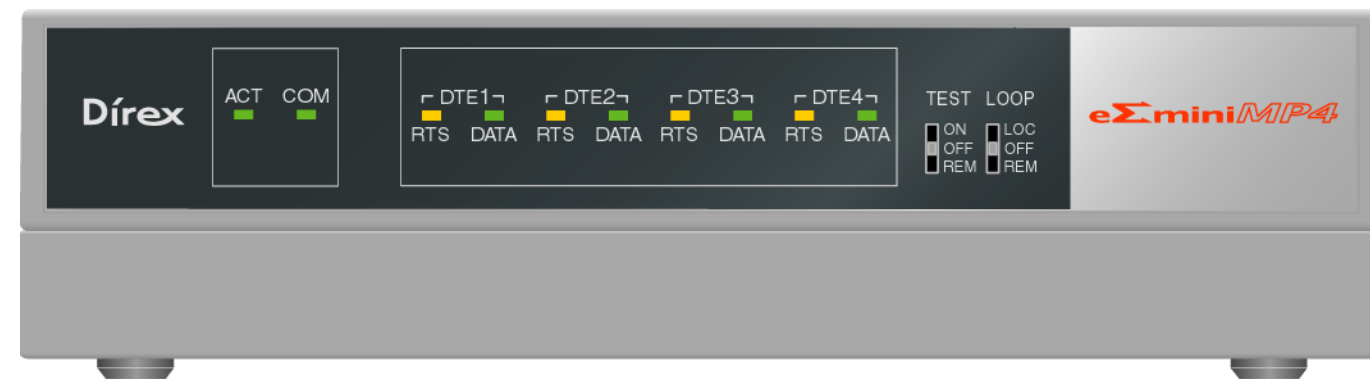 Dírex
ACT COM
DTE1 DTE2 DTE3 DTE4
RTS DATA RTS DATA RTS DATA RTS DATA
TEST LOOP
ON LOC
OFF OFF
REM REM
eΣminiMP4